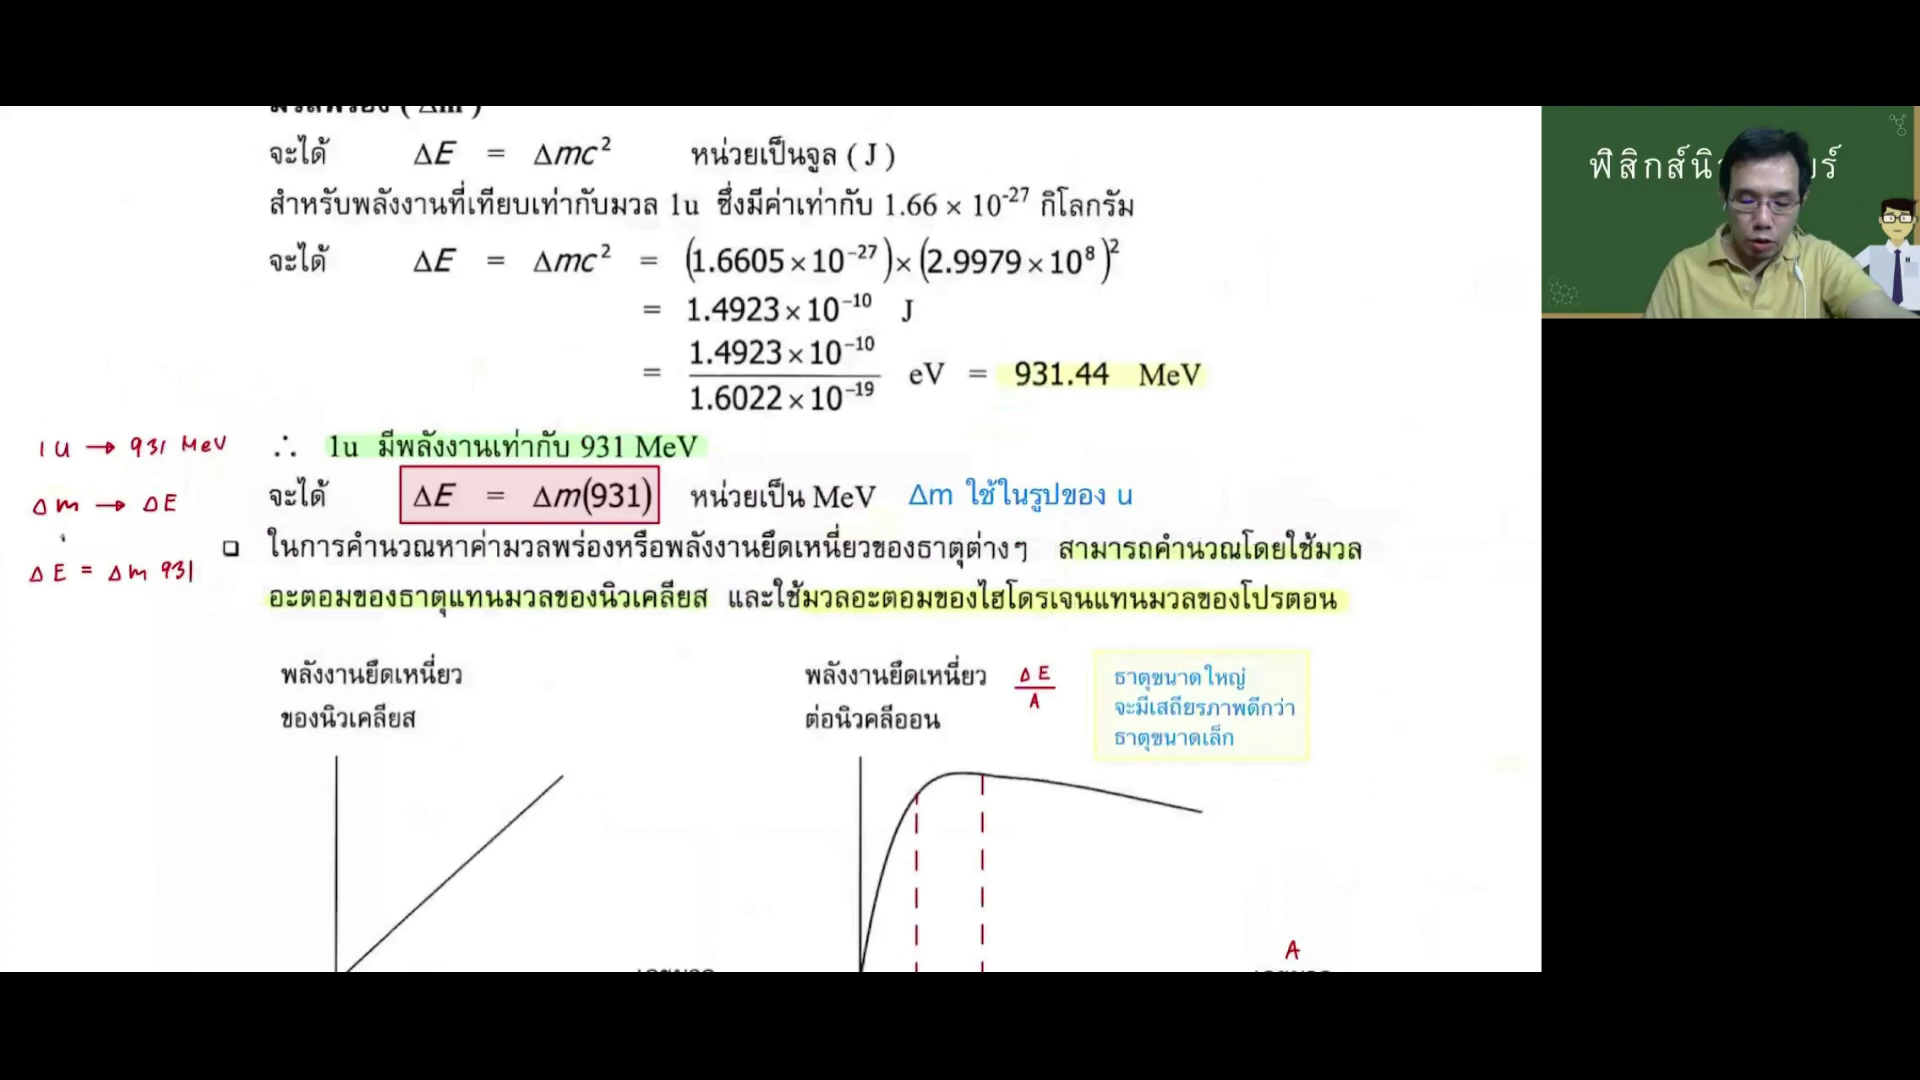 จะได้ ΔE = Δmc² หน่วยเป็นจูล ( J )
สำหรับพลังงานที่เทียบเท่ากับมวล 1u ซึ่งมีค่าเท่ากับ 1.66 × 10⁻²⁷ กิโลกรัม
จะได้ ΔE = Δmc² = (1.6605×10⁻²⁷)×(2.9979×10⁸)²
= 1.4923×10⁻¹⁰ J
= 1.4923×10⁻¹⁰ / 1.6022×10⁻¹⁹ eV = 931.44 MeV
1 u → 931 MeV
∴ 1u มีพลังงานเท่ากับ 931 MeV
Δm → ΔE
จะได้ ΔE = Δm(931) หน่วยเป็น MeV Δm ใช้ในรูปของ u
ΔE = Δm 931
❑ ในการคำนวณหาค่ามวลพร่องหรือพลังงานยึดเหนี่ยวของธาตุต่างๆ สามารถคำนวณโดยใช้มวล
อะตอมของธาตุแทนมวลของนิวเคลียส และใช้มวลอะตอมของไฮโดรเจนแทนมวลของโปรตอน
พลังงานยึดเหนี่ยว
ของนิวเคลียส
พลังงานยึดเหนี่ยว ΔE / A
ต่อนิวคลีออน
ธาตุขนาดใหญ่
จะมีเสถียรภาพดีกว่า
ธาตุขนาดเล็ก
A
ฟิสิกส์